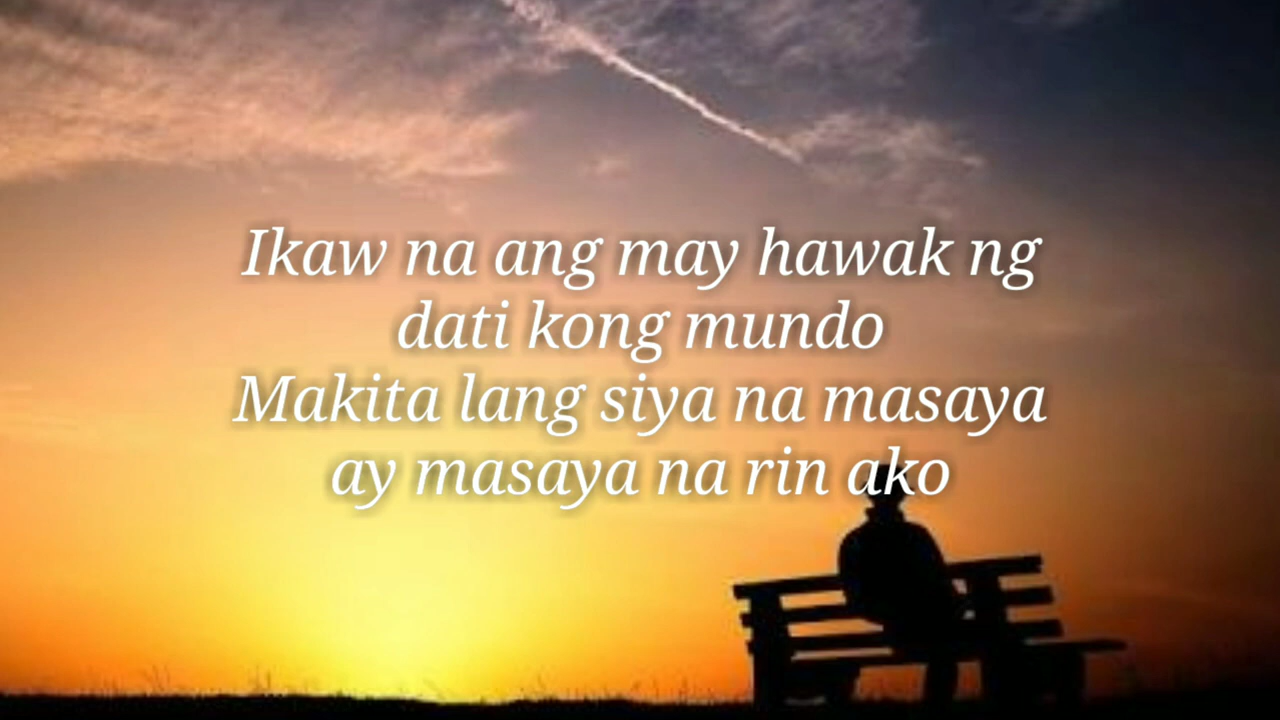 Ikaw na ang may hawak ng
dati kong mundo
Makita lang siya na masaya
ay masaya na rin ako